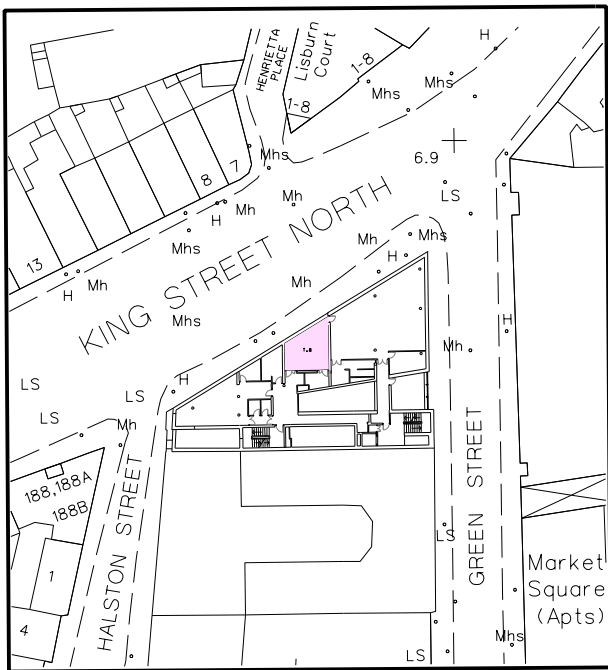 HENRIETTA
PLACE
Lisburn
Court
1-8
1-8
H
Mhs
Mhs
6.9
LS
Mhs
7
8
13
Mh
H
Mh
Mhs
H
Mh
KING STREET NORTH
Mh
Mhs
H
Mh
Mhs
H
Mh
LS
LS
LS
H
Mh
188,188A
188B
1
4
HALSTON STREET
GREEN STREET
LS
Market
Square
(Apts)
Mhs
LS